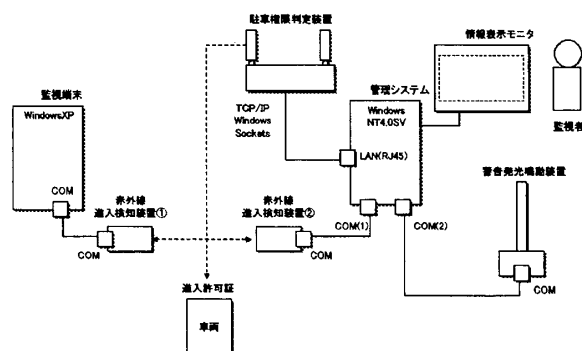 駐車権限判定装置
情報表示モニタ
監視者
監視端末
WindowsXP
COM
TCP/IP
Windows
Sockets
管理システム
Windows
NT4.0SV
LAN(RJ45)
赤外線
進入検知装置①
COM
赤外線
進入検知装置②
COM
COM(1)
COM(2)
警告発光鳴動装置
COM
進入許可証
車両